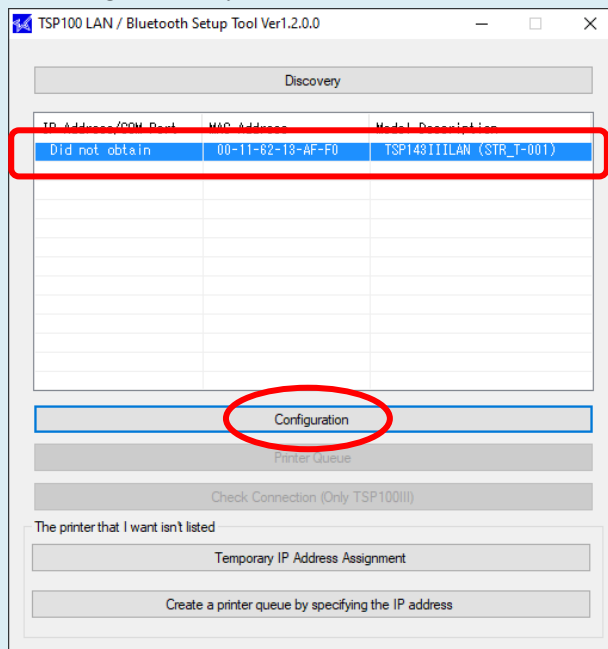 TSP100 LAN / Bluetooth Setup Tool Ver1.2.0.0
Discovery
IP Address/COM Port MAC Address Model Description
Did not obtain 00-11-62-13-AF-F0 TSP143IIILAN (STR_T-001)
Configuration
Printer Queue
Check Connection (Only TSP100III)
The printer that I want isn't listed
Temporary IP Address Assignment
Create a printer queue by specifying the IP address